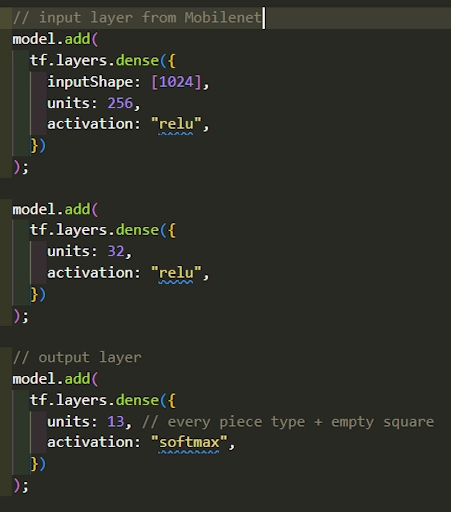 // input layer from Mobilenet
model.add(
  tf.layers.dense({
    inputShape: [1024],
    units: 256,
    activation: "relu",
  })
);
model.add(
  tf.layers.dense({
    units: 32,
    activation: "relu",
  })
);
// output layer
model.add(
  tf.layers.dense({
    units: 13, // every piece type + empty square
    activation: "softmax",
  })
);